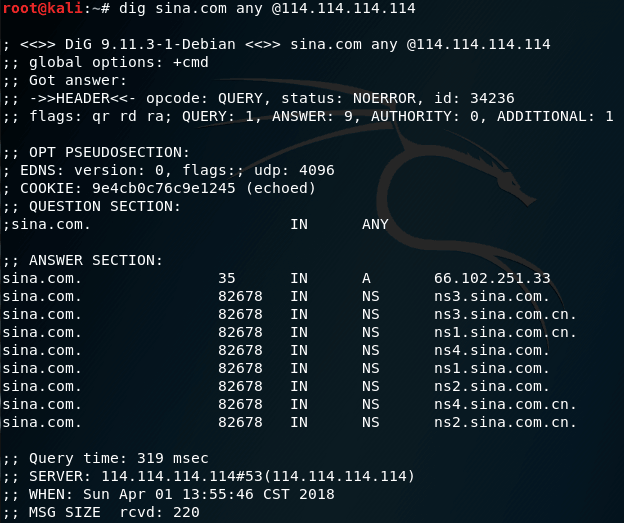 root@kali:~# dig sina.com any @114.114.114.114
; <<>> DiG 9.11.3-1-Debian <<>> sina.com any @114.114.114.114
;; global options: +cmd
;; Got answer:
;; ->>HEADER<<- opcode: QUERY, status: NOERROR, id: 34236
;; flags: qr rd ra; QUERY: 1, ANSWER: 9, AUTHORITY: 0, ADDITIONAL: 1
;; OPT PSEUDOSECTION:
; EDNS: version: 0, flags:; udp: 4096
; COOKIE: 9e4cb0c76c9e1245 (echoed)
;; QUESTION SECTION:
;sina.com. IN ANY
;; ANSWER SECTION:
sina.com. 35 IN A 66.102.251.33
sina.com. 82678 IN NS ns3.sina.com.
sina.com. 82678 IN NS ns3.sina.com.cn.
sina.com. 82678 IN NS ns1.sina.com.cn.
sina.com. 82678 IN NS ns4.sina.com.
sina.com. 82678 IN NS ns1.sina.com.
sina.com. 82678 IN NS ns2.sina.com.
sina.com. 82678 IN NS ns4.sina.com.cn.
sina.com. 82678 IN NS ns2.sina.com.cn.
;; Query time: 319 msec
;; SERVER: 114.114.114.114#53(114.114.114.114)
;; WHEN: Sun Apr 01 13:55:46 CST 2018
;; MSG SIZE rcvd: 220